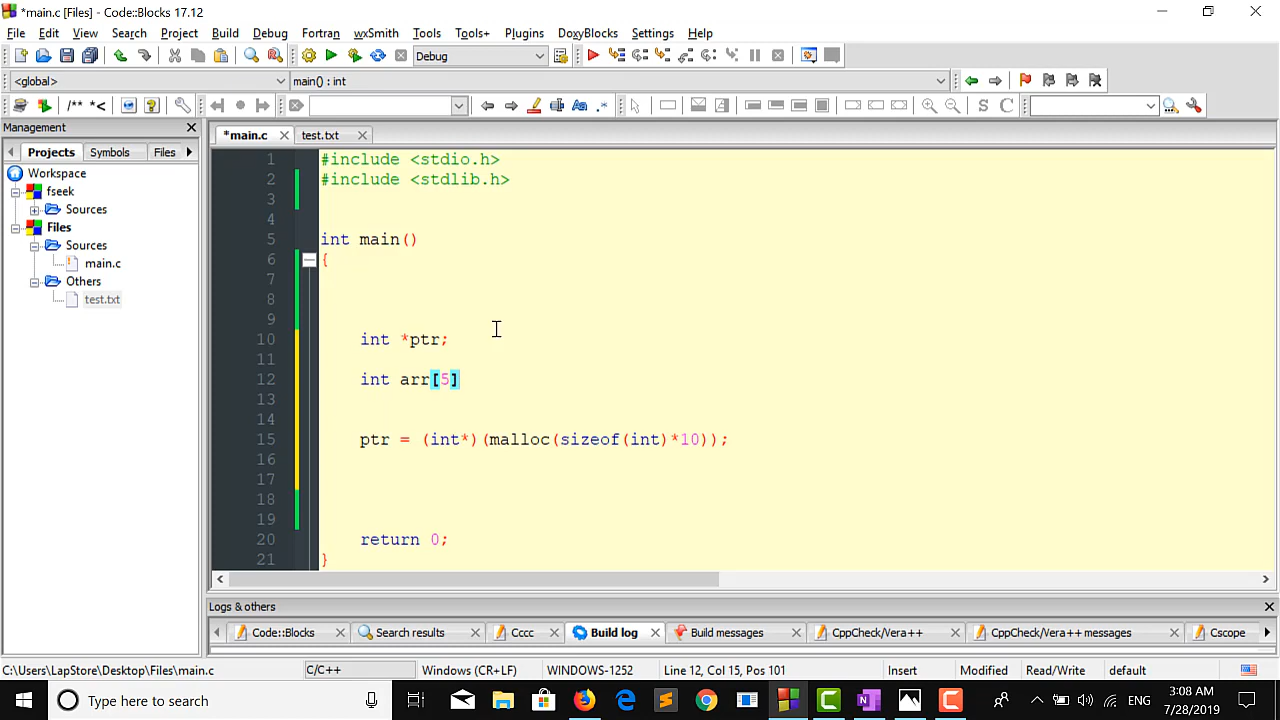 *main.c [Files] - Code::Blocks 17.12
File Edit View Search Project Build Debug Fortran wxSmith Tools Tools+ Plugins DoxyBlocks Settings Help
Debug
<global> main() : int
/** *< Aa .* S C
Management
Projects Symbols Files
Workspace
fseek
Sources
Files
Sources
main.c
Others
test.txt
*main.c test.txt
1 #include <stdio.h>
2 #include <stdlib.h>
3
4
5 int main()
6 {
7
8
9
10 int *ptr;
11
12 int arr[5]
13
14
15 ptr = (int*)(malloc(sizeof(int)*10));
16
17
18
19
20 return 0;
21 }
Logs & others
Code::Blocks Search results Cccc Build log Build messages CppCheck/Vera++ CppCheck/Vera++ messages Cscope
C:\Users\LapStore\Desktop\Files\main.c C/C++ Windows (CR+LF) WINDOWS-1252 Line 12, Col 15, Pos 101 Insert Modified Read/Write default
Type here to search ENG 3:08 AM
7/28/2019